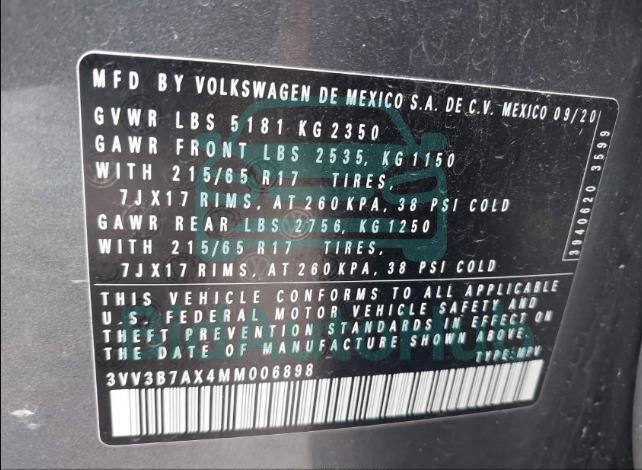 MFD BY VOLKSWAGEN DE MEXICO S.A. DE C.V. MEXICO 09/20
GVWR LBS 5181 KG 2350
GAWR FRONT LBS 2535, KG 1150
WITH 215/65 R17 TIRES,
7J X17 RIMS, AT 260 KPA, 38 PSI COLD
GAWR REAR LBS 2756, KG 1250
WITH 215/65 R17 TIRES,
7J X17 RIMS, AT 260 KPA, 38 PSI COLD
THIS VEHICLE CONFORMS TO ALL APPLICABLE
U.S. FEDERAL MOTOR VEHICLE SAFETY AND
THEFT PREVENTION STANDARDS IN EFFECT ON
THE DATE OF MANUFACTURE SHOWN ABOVE.
TYPE: MPV
3VV3B7AX4MM006898
3940620 3599